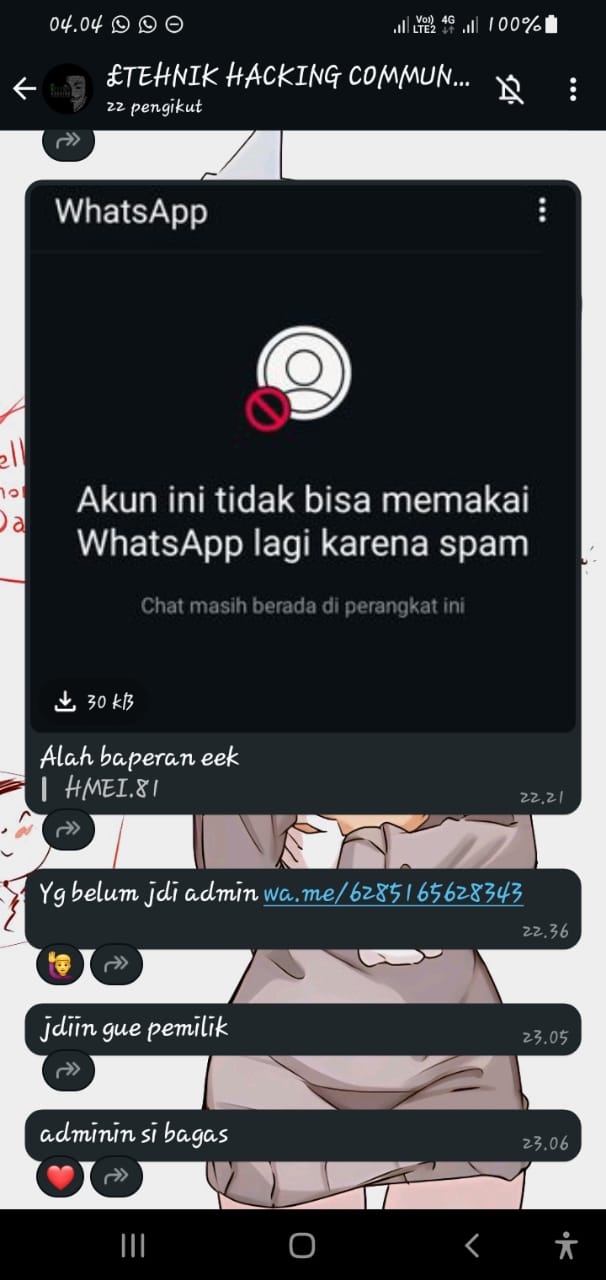 04.04
Vo)) 4G
LTE2
100%
£TEHNIK HACKING COMMUN...
22 pengikut
WhatsApp
Akun ini tidak bisa memakai
WhatsApp lagi karena spam
Chat masih berada di perangkat ini
30 kB
Alah baperan eek
HMEI.81
22.21
Yg belum jdi admin wa.me/6285165628343
22.36
jdiin gue pemilik
23.05
adminin si bagas
23.06